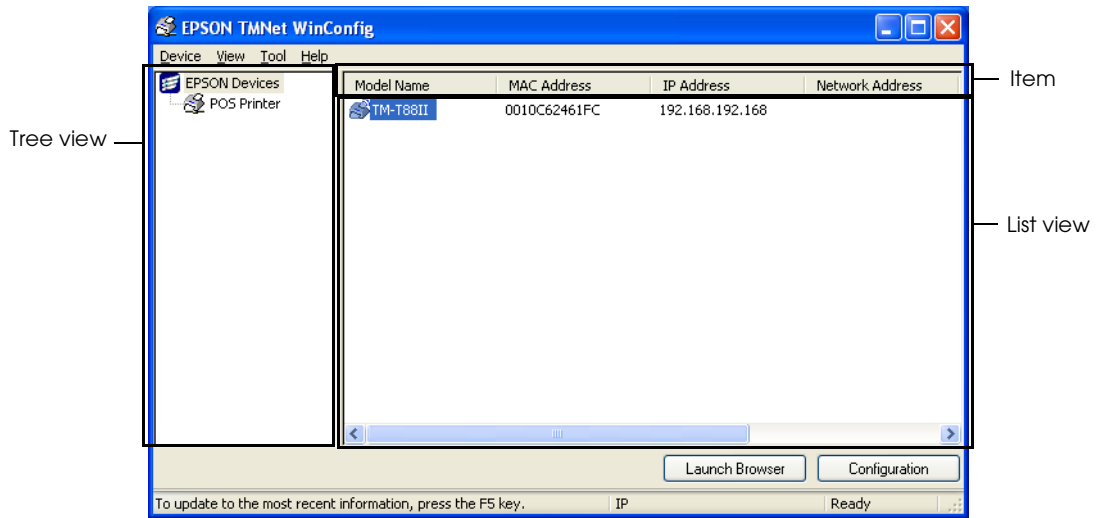 EPSON TMNet WinConfig
Device View Tool Help
EPSON Devices
POS Printer
Model Name MAC Address IP Address Network Address
TM-T88II 0010C62461FC 192.168.192.168
Item
Tree view
List view
Launch Browser Configuration
To update to the most recent information, press the F5 key. IP Ready